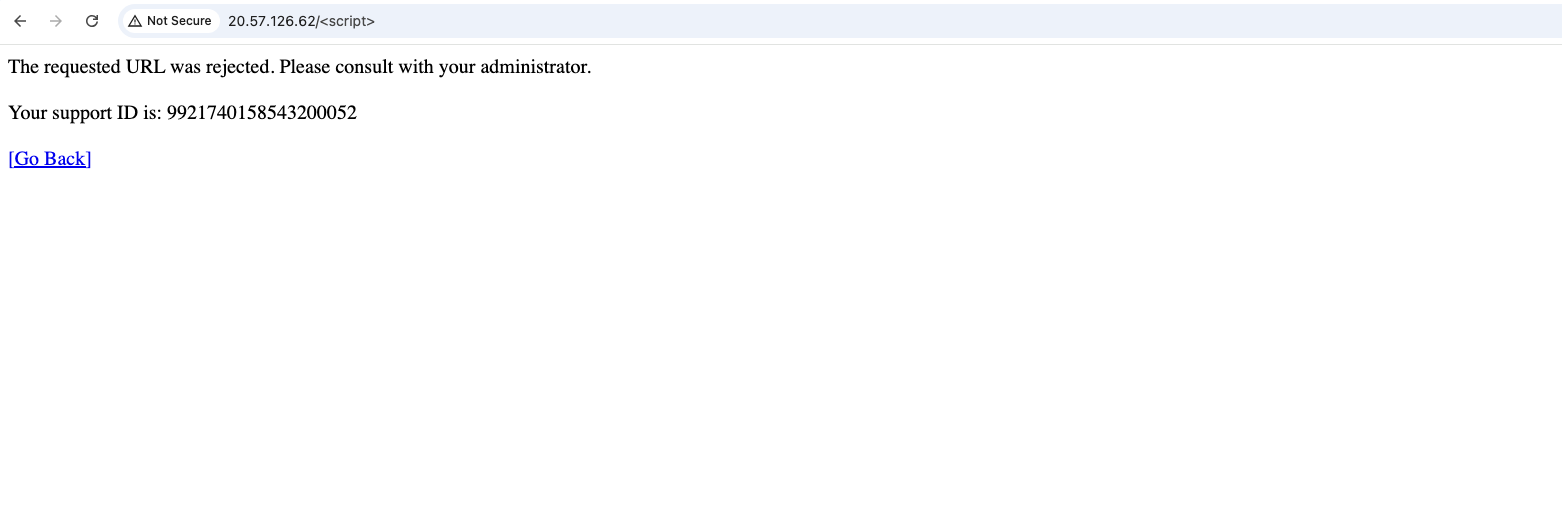 Not Secure 20.57.126.62/<script>
The requested URL was rejected. Please consult with your administrator.
Your support ID is: 9921740158543200052
[Go Back]